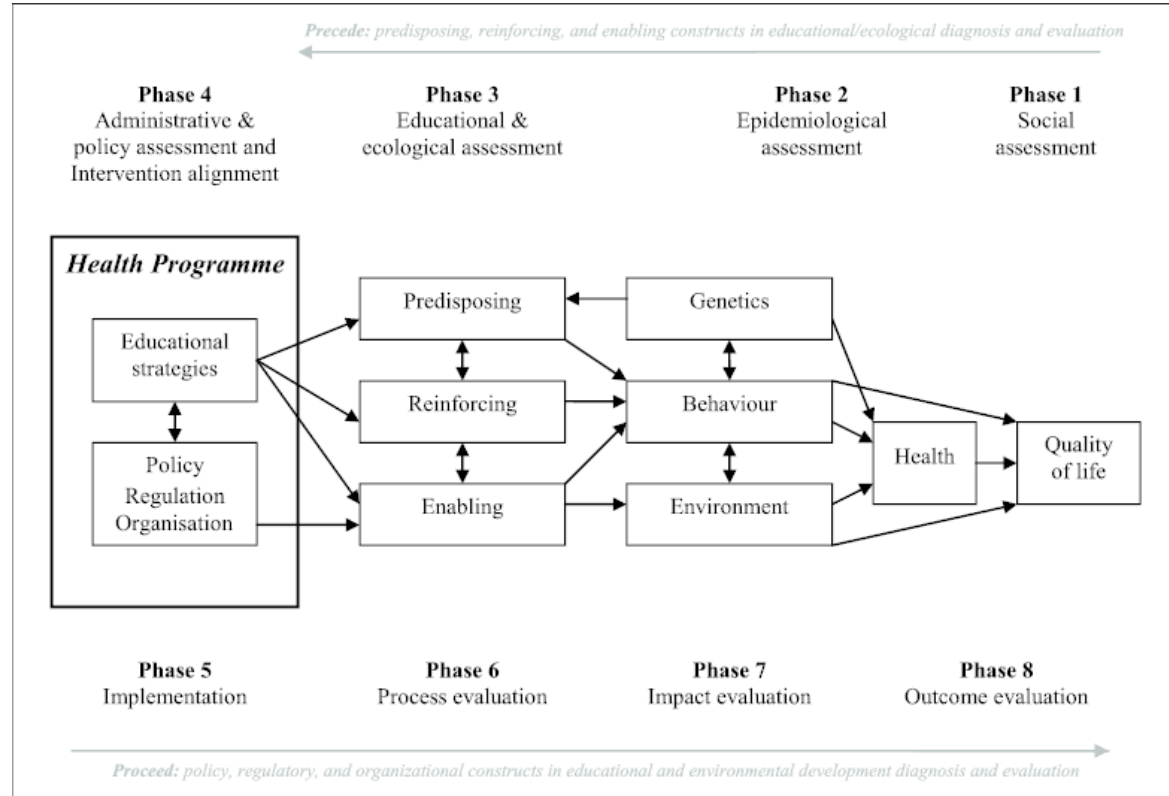 Precede: predisposing, reinforcing, and enabling constructs in educational/ecological diagnosis and evaluation
Phase 4
Administrative &
policy assessment and
Intervention alignment
Phase 3
Educational &
ecological assessment
Phase 2
Epidemiological
assessment
Phase 1
Social
assessment
Health Programme
Educational
strategies
Policy
Regulation
Organisation
Predisposing
Reinforcing
Enabling
Genetics
Behaviour
Environment
Health
Quality
of life
Phase 5
Implementation
Phase 6
Process evaluation
Phase 7
Impact evaluation
Phase 8
Outcome evaluation
Proceed: policy, regulatory, and organizational constructs in educational and environmental development diagnosis and evaluation